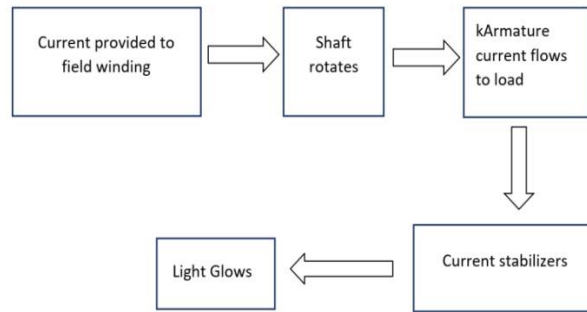 Current provided to
field winding
Shaft
rotates
kArmature
current flows
to load
Current stabilizers
Light Glows